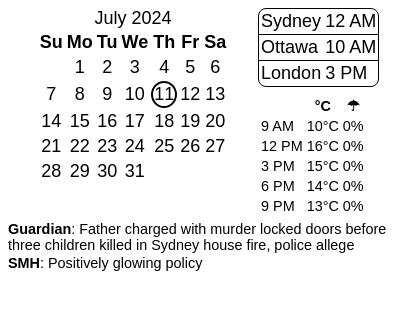 July 2024
Su Mo Tu We Th Fr Sa
1 2 3 4 5 6
7 8 9 10 11 12 13
14 15 16 17 18 19 20
21 22 23 24 25 26 27
28 29 30 31
Sydney 12 AM
Ottawa 10 AM
London 3 PM
°C ☂
9 AM 10°C 0%
12 PM 16°C 0%
3 PM 15°C 0%
6 PM 14°C 0%
9 PM 13°C 0%
Guardian: Father charged with murder locked doors before
three children killed in Sydney house fire, police allege
SMH: Positively glowing policy